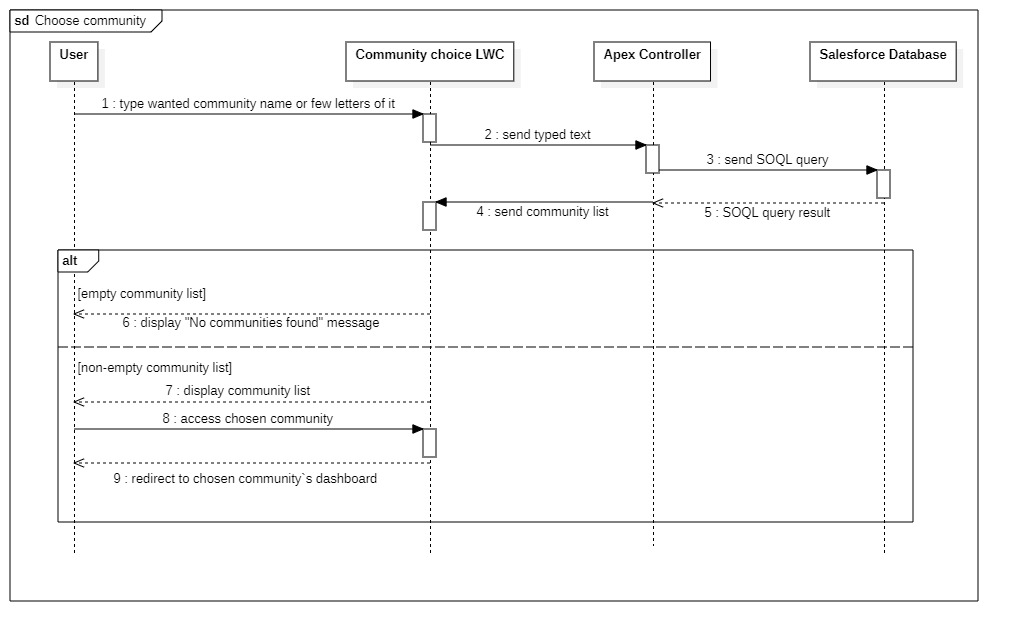 sd Choose community
User
Community choice LWC
Apex Controller
Salesforce Database
1 : type wanted community name or few letters of it
2 : send typed text
3 : send SOQL query
4 : send community list
5 : SOQL query result
alt
[empty community list]
6 : display "No communities found" message
[non-empty community list]
7 : display community list
8 : access chosen community
9 : redirect to chosen community`s dashboard